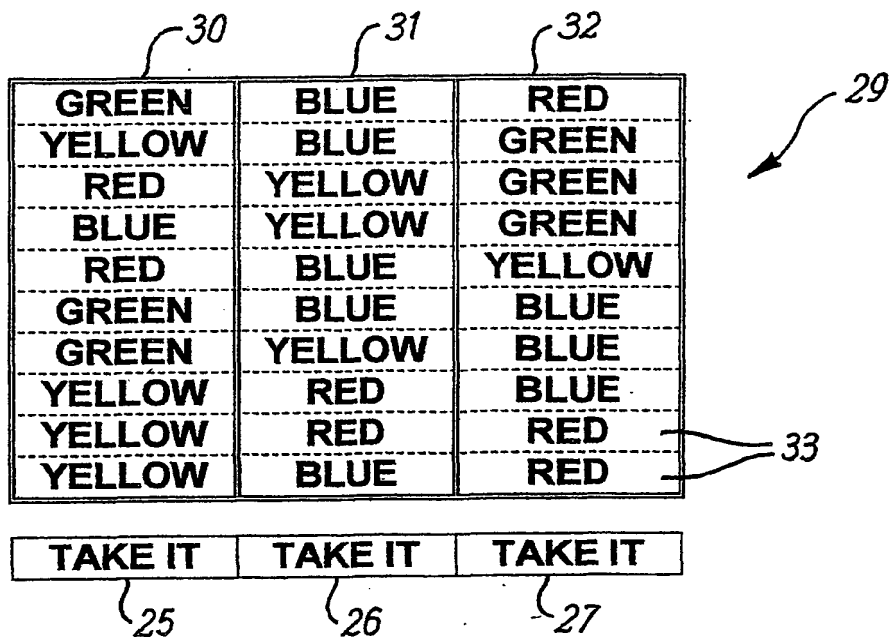 30 31 32
29
GREEN BLUE RED
YELLOW BLUE GREEN
RED YELLOW GREEN
BLUE YELLOW GREEN
RED BLUE YELLOW
GREEN BLUE BLUE
GREEN YELLOW BLUE
YELLOW RED BLUE
YELLOW RED RED
33
YELLOW BLUE RED
TAKE IT TAKE IT TAKE IT
25 26 27